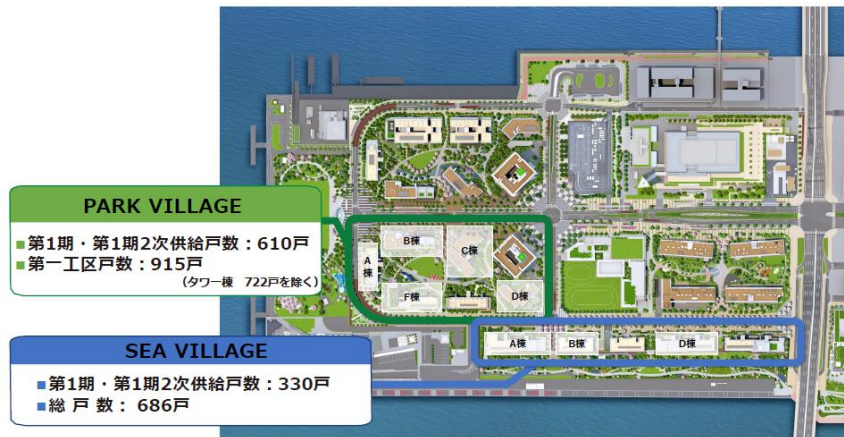 PARK VILLAGE
■第1期・第1期2次供給戸数:610戸
■第一工区戸数:915戸
(タワー棟 722戸を除く)
SEA VILLAGE
■第1期・第1期2次供給戸数:330戸
■総 戸 数: 686戸
A棟
B棟
C棟
F棟
D棟
A棟
B棟
D棟